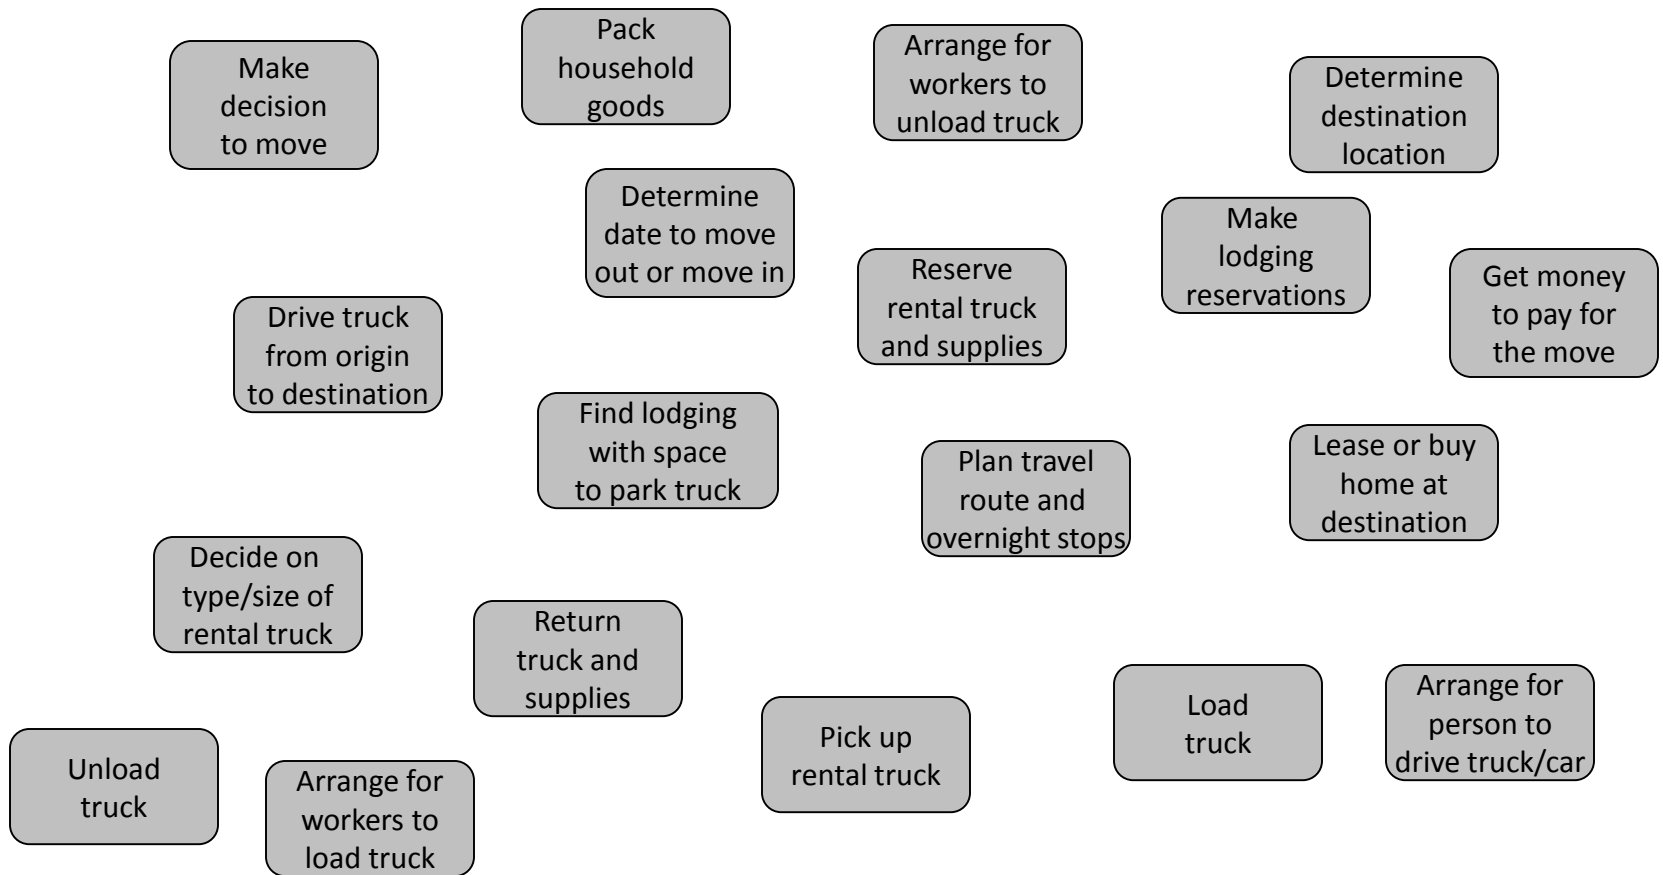 Make
decision
to move
Pack
household
goods
Arrange for
workers to
unload truck
Determine
destination
location
Determine
date to move
out or move in
Make
lodging
reservations
Reserve
rental truck
and supplies
Get money
to pay for
the move
Drive truck
from origin
to destination
Find lodging
with space
to park truck
Plan travel
route and
overnight stops
Lease or buy
home at
destination
Decide on
type/size of
rental truck
Return
truck and
supplies
Pick up
rental truck
Load
truck
Arrange for
person to
drive truck/car
Unload
truck
Arrange for
workers to
load truck